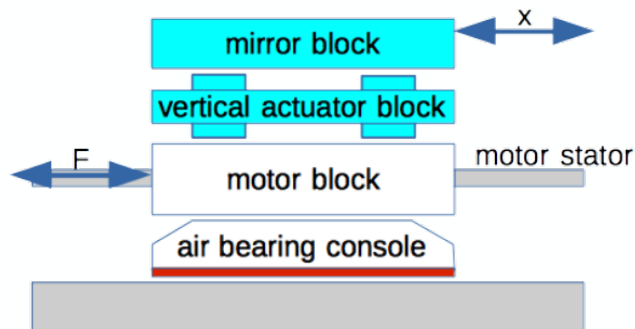 mirror block
x
vertical actuator block
F
motor block
motor stator
air bearing console